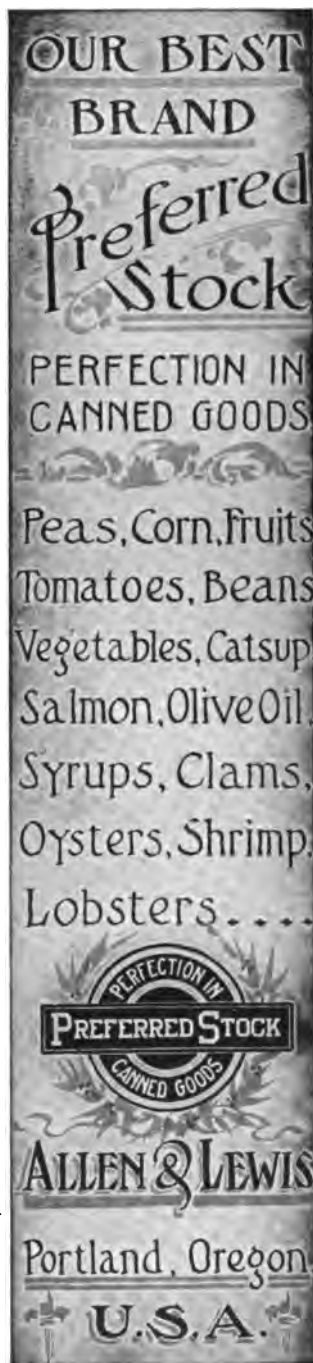 OUR BEST
BRAND
Preferred
Stock
PERFECTION IN
CANNED GOODS
Peas, Corn, Fruits
Tomatoes, Beans
Vegetables, Catsup
Salmon, Olive Oil,
Syrups, Clams,
Oysters, Shrimp,
Lobsters....
PERFECTION IN
PREFERRED STOCK
CANNED GOODS
ALLEN & LEWIS
Portland, Oregon
U.S.A.